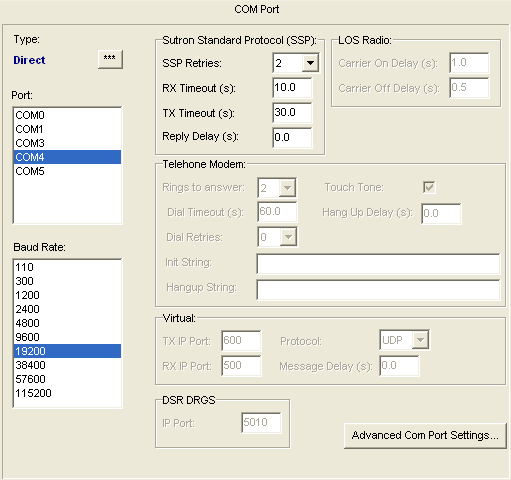 COM Port
Type:
Direct
***
Port:
COM0
COM1
COM3
COM4
COM5
Baud Rate:
110
300
1200
2400
4800
9600
19200
38400
57600
115200
Sutron Standard Protocol (SSP):
SSP Retries: 2
RX Timeout (s): 10.0
TX Timeout (s): 30.0
Reply Delay (s): 0.0
LOS Radio:
Carrier On Delay (s): 1.0
Carrier Off Delay (s): 0.5
Telehone Modem:
Rings to answer: 2 Touch Tone:
Dial Timeout (s): 60.0 Hang Up Delay (s): 0.0
Dial Retries: 0
Init String:
Hangup String:
Virtual:
TX IP Port: 600 Protocol: UDP
RX IP Port: 500 Message Delay (s): 0.0
DSR DRGS
IP Port: 5010
Advanced Com Port Settings...